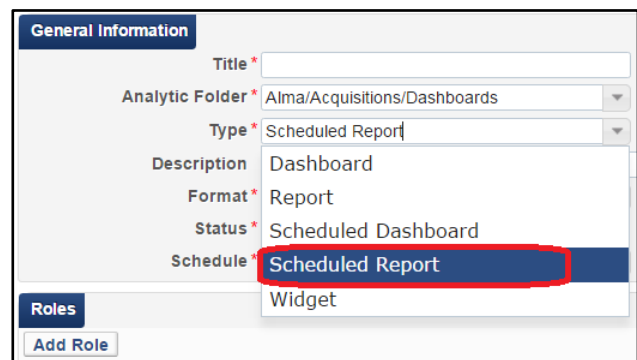 General Information
Title *
Analytic Folder * Alma/Acquisitions/Dashboards
Type * Scheduled Report
Description Dashboard
Format * Report
Status * Scheduled Dashboard
Schedule * Scheduled Report
Widget
Roles
Add Role